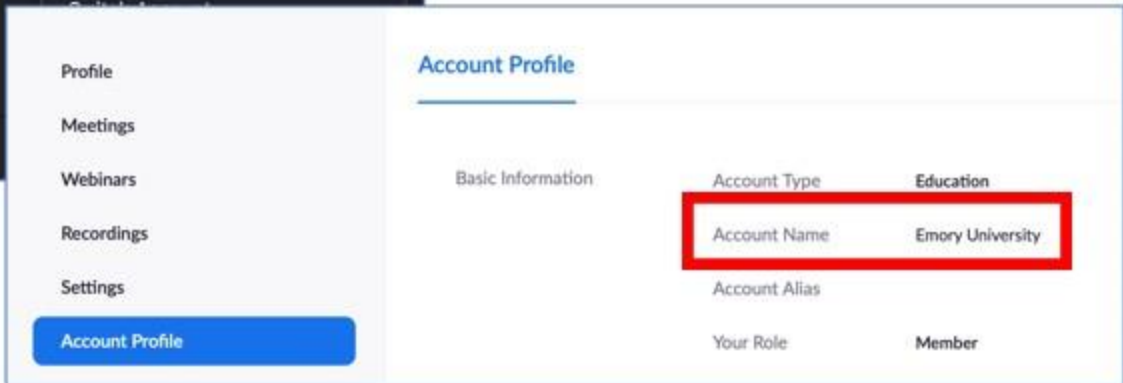 Profile
Meetings
Webinars
Recordings
Settings
Account Profile
Account Profile
Basic Information
Account Type Education
Account Name Emory University
Account Alias
Your Role Member